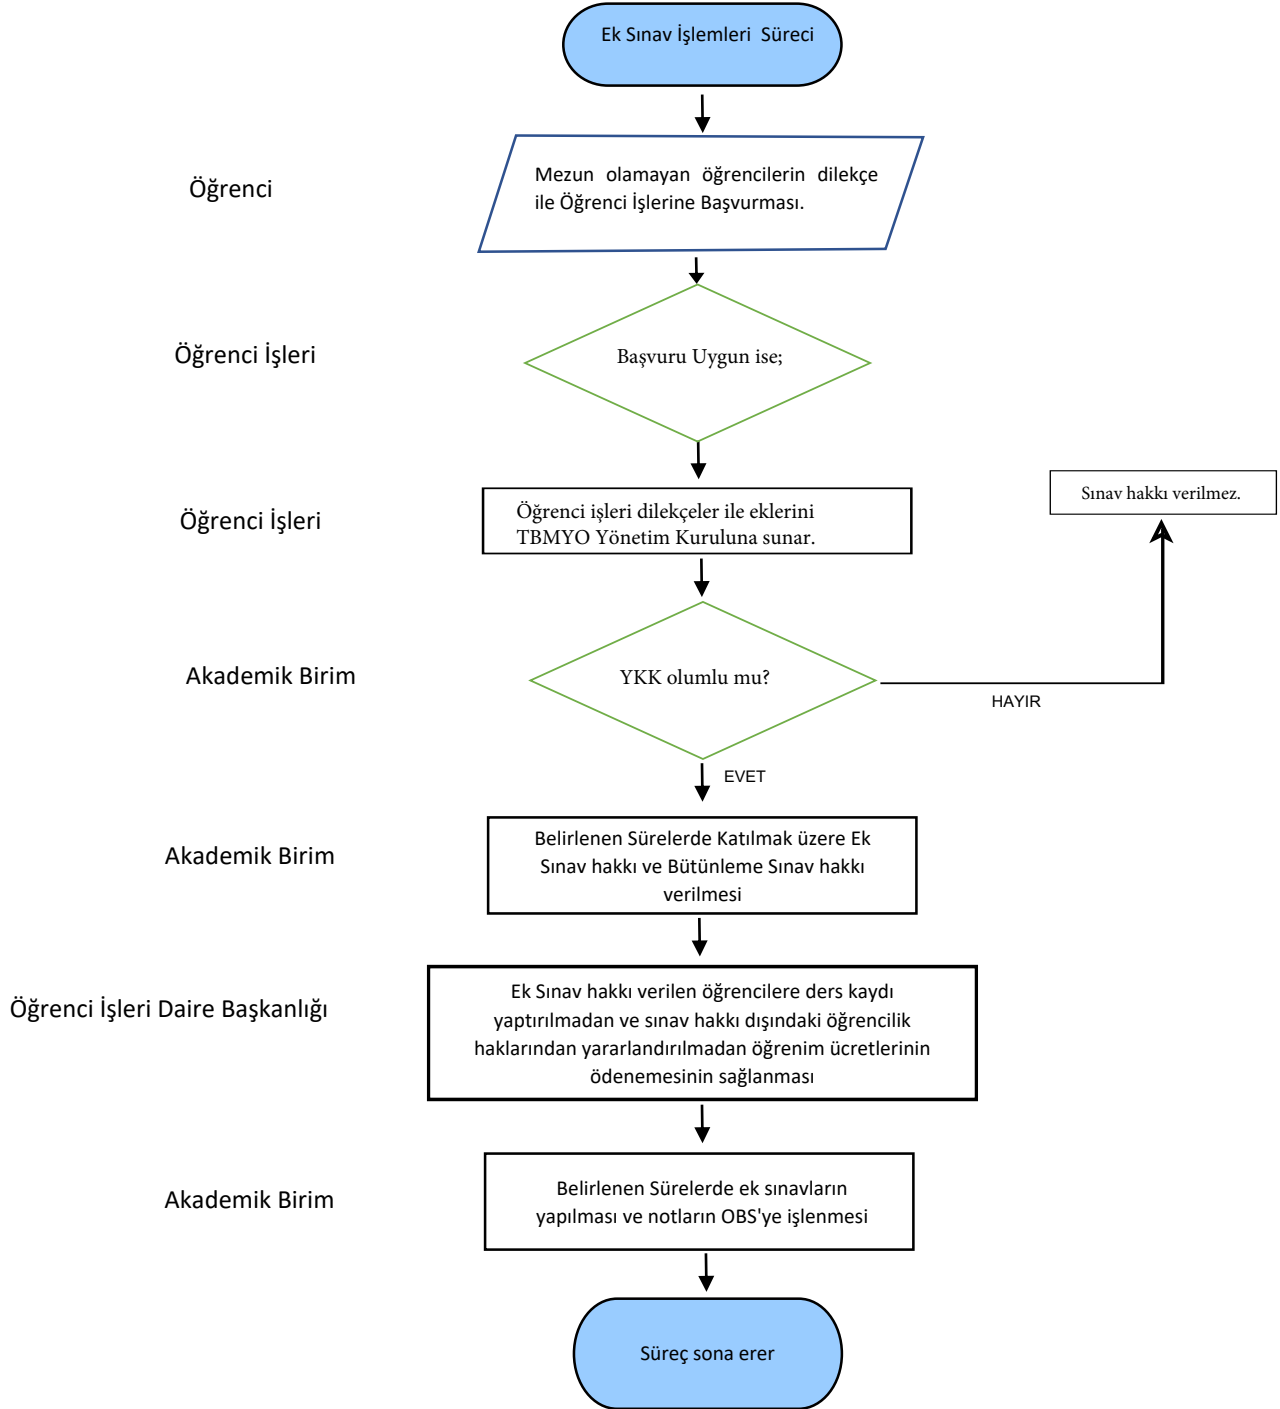 Ek Sınav İşlemleri  Süreci
Öğrenci
Mezun olamayan öğrencilerin dilekçe
ile Öğrenci İşlerine Başvurması.
Öğrenci İşleri
Başvuru Uygun ise;
Öğrenci İşleri
Öğrenci işleri dilekçeler ile eklerini
TBMYO Yönetim Kuruluna sunar.
Sınav hakkı verilmez.
Akademik Birim
YKK olumlu mu?
HAYIR
EVET
Akademik Birim
Belirlenen Sürelerde Katılmak üzere Ek
Sınav hakkı ve Bütünleme Sınav hakkı
verilmesi
Öğrenci İşleri Daire Başkanlığı
Ek Sınav hakkı verilen öğrencilere ders kaydı
yaptırılmadan ve sınav hakkı dışındaki öğrencilik
haklarından yararlandırılmadan öğrenim ücretlerinin
ödenemesinin sağlanması
Akademik Birim
Belirlenen Sürelerde ek sınavların
yapılması ve notların OBS'ye işlenmesi
Süreç sona erer